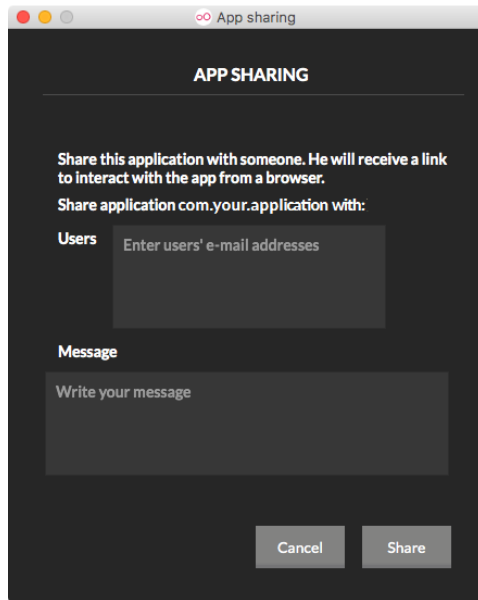 App sharing
APP SHARING
Share this application with someone. He will receive a link
to interact with the app from a browser.
Share application com.your.application with:
Users
Enter users' e-mail addresses
Message
Write your message
Cancel
Share